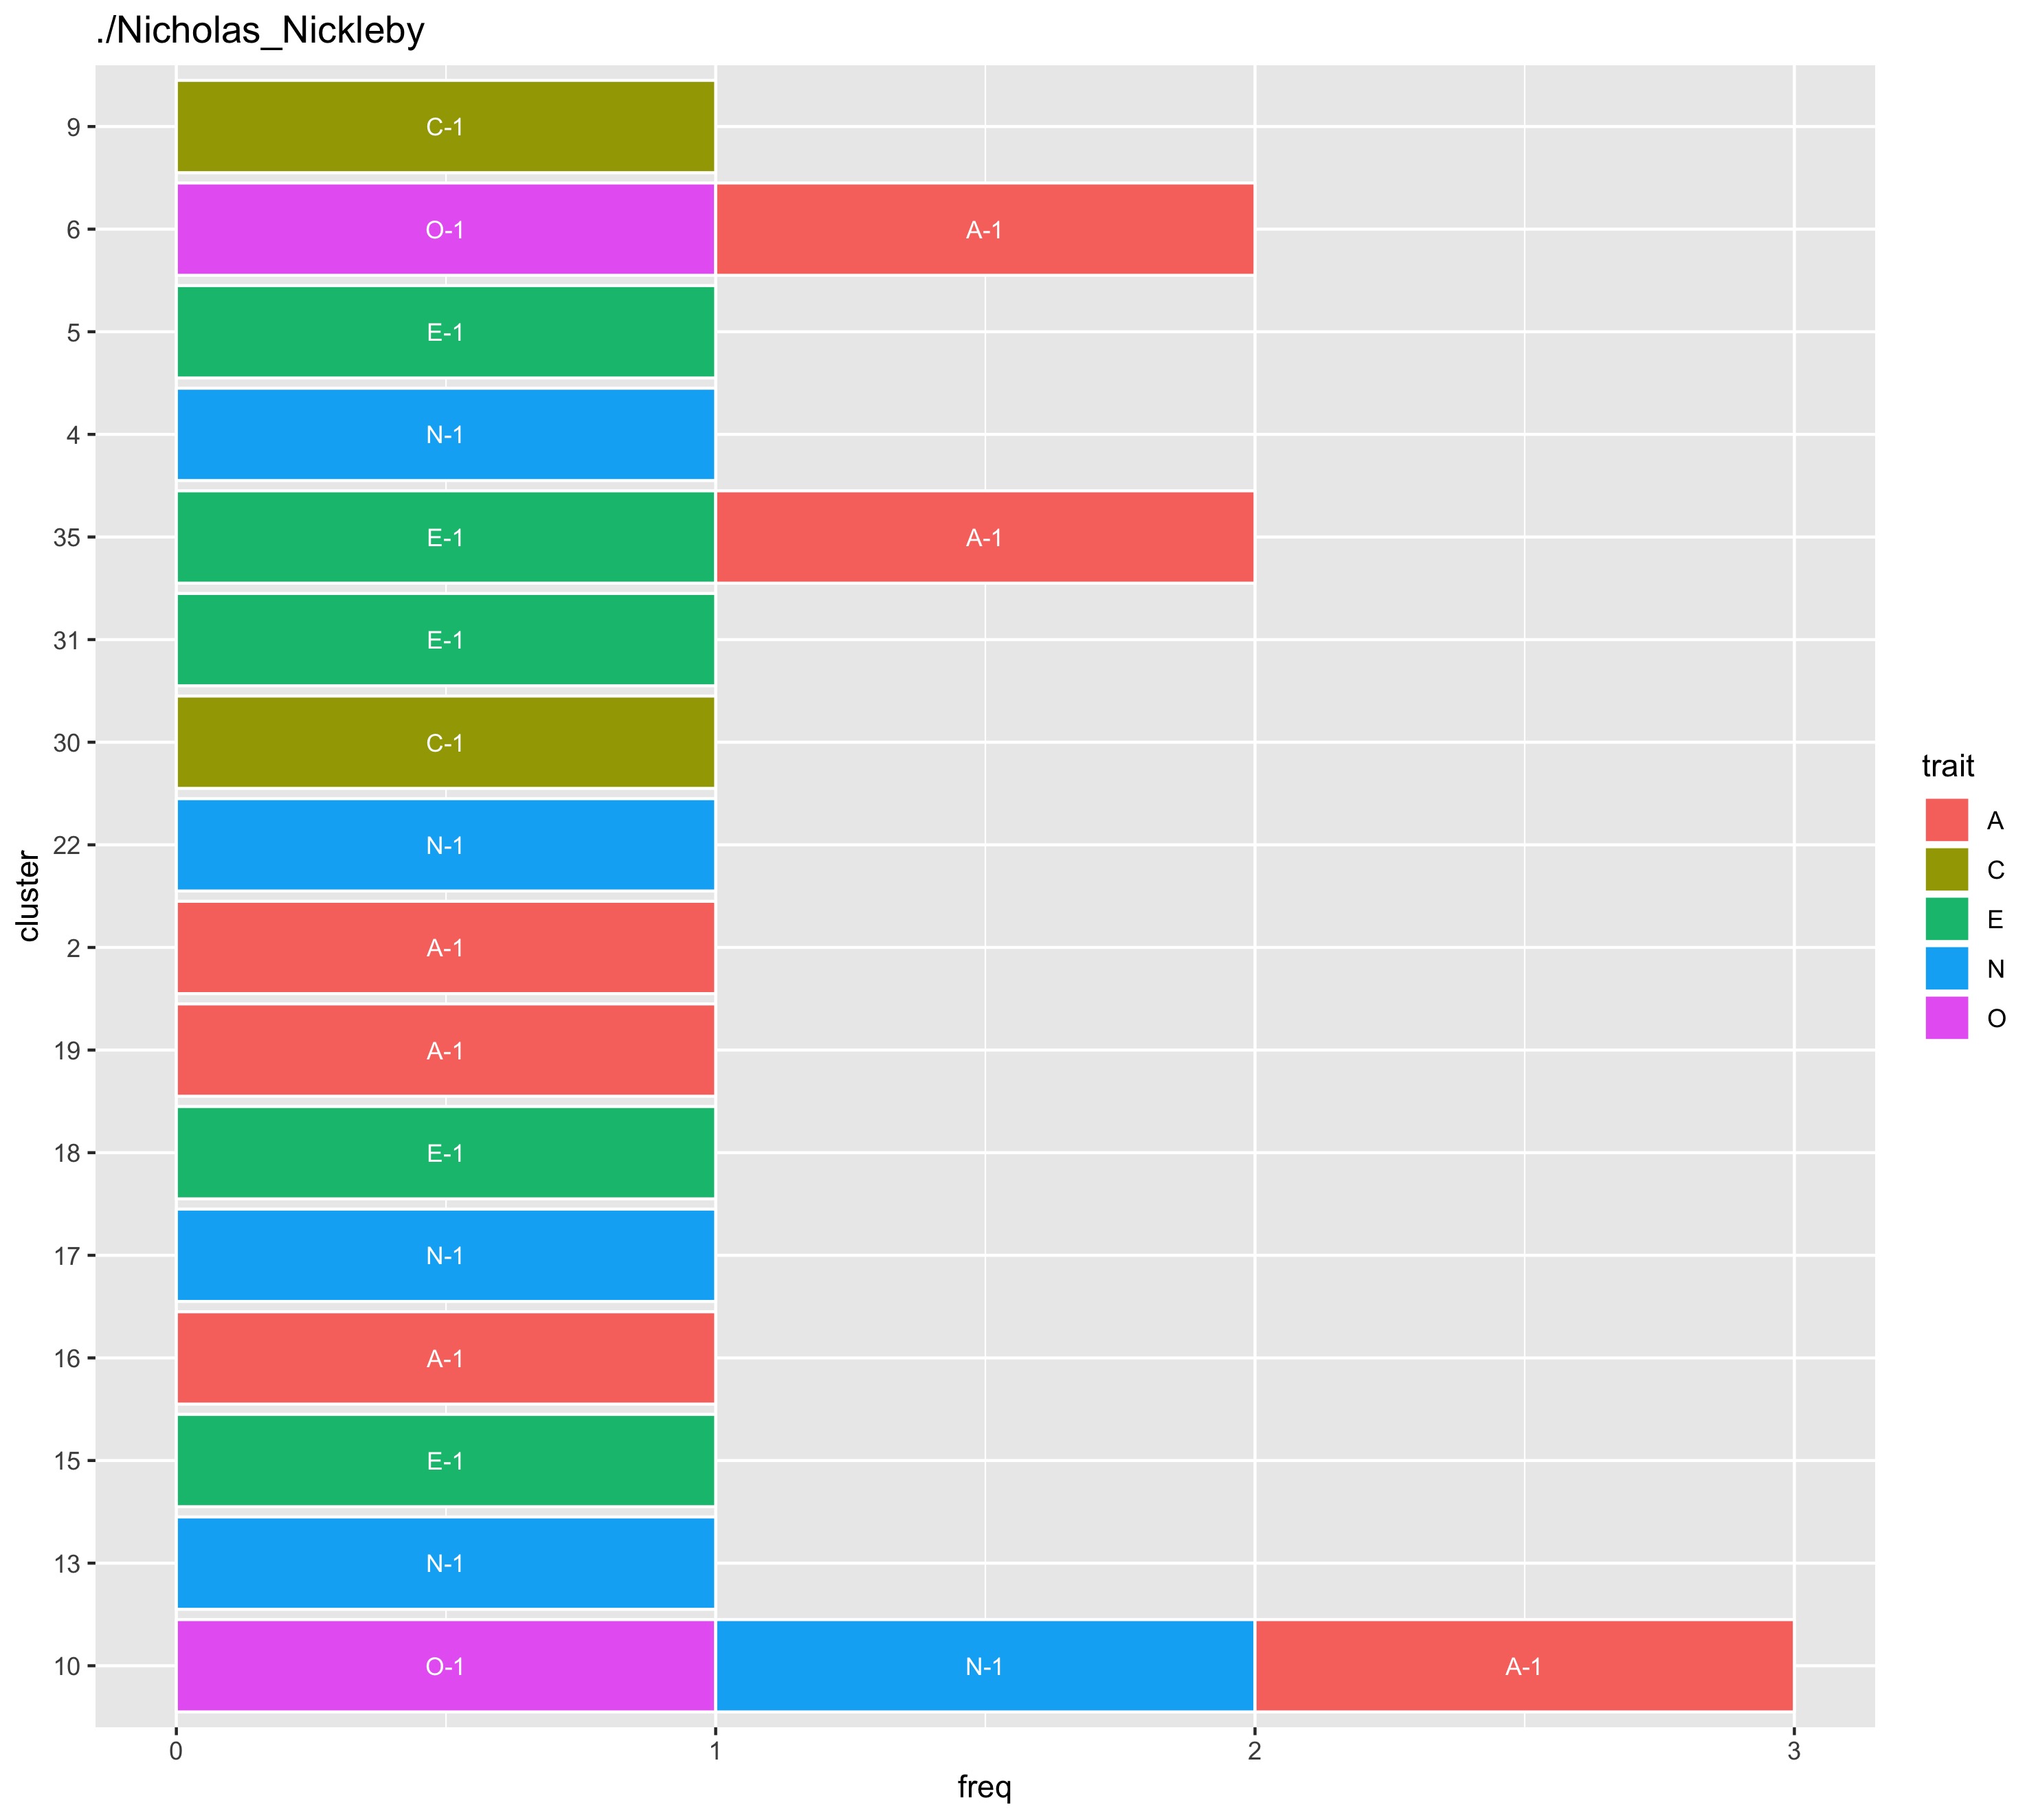 ./Nicholas_Nickleby
cluster
9
C-1
6
O-1 A-1
5
E-1
4
N-1
35
E-1 A-1
31
E-1
30
C-1
22
N-1
2
A-1
19
A-1
18
E-1
17
N-1
16
A-1
15
E-1
13
N-1
10
O-1 N-1 A-1
0 1 2 3
freq
trait
A
C
E
N
O